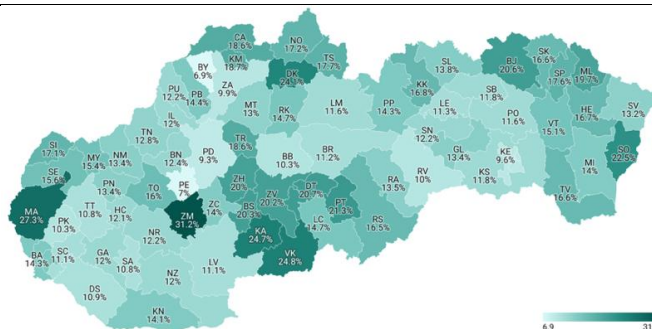 CA
18.6%
NO
17.2%
KM
18.7%
TS
17.7%
BY
6.9%
DK
24.1%
ZA
9.9%
PU
12.2%
PB
14.4%
IL
12%
MT
13%
RK
14.7%
LM
11.6%
SL
13.8%
KK
16.8%
PP
14.3%
LE
11.3%
SB
11.8%
BJ
20.6%
SK
16.6%
SP
17.6%
ML
19.7%
HE
16.7%
SV
13.2%
PO
11.6%
VT
15.1%
SN
12.2%
GL
13.4%
KE
9.6%
KS
11.8%
SO
22.5%
MI
14%
TV
16.6%
RV
10%
RA
13.5%
SI
17.1%
SE
15.6%
MY
15.4%
NM
13.4%
TN
12.8%
BN
12.4%
PD
9.3%
TR
18.6%
BB
10.3%
BR
11.2%
PE
7%
PN
13.4%
TO
16%
ZH
20%
ZV
20.2%
DT
20.7%
PT
21.3%
MA
27.3%
TT
10.8%
HC
12.1%
ZM
31.2%
ZC
14%
BS
20.3%
LC
14.7%
RS
16.5%
PK
10.3%
KA
24.7%
VK
24.8%
NR
12.2%
LV
11.1%
BA
14.3%
SC
11.1%
GA
12%
SA
10.8%
NZ
12%
DS
10.9%
KN
14.1%
6.9
31